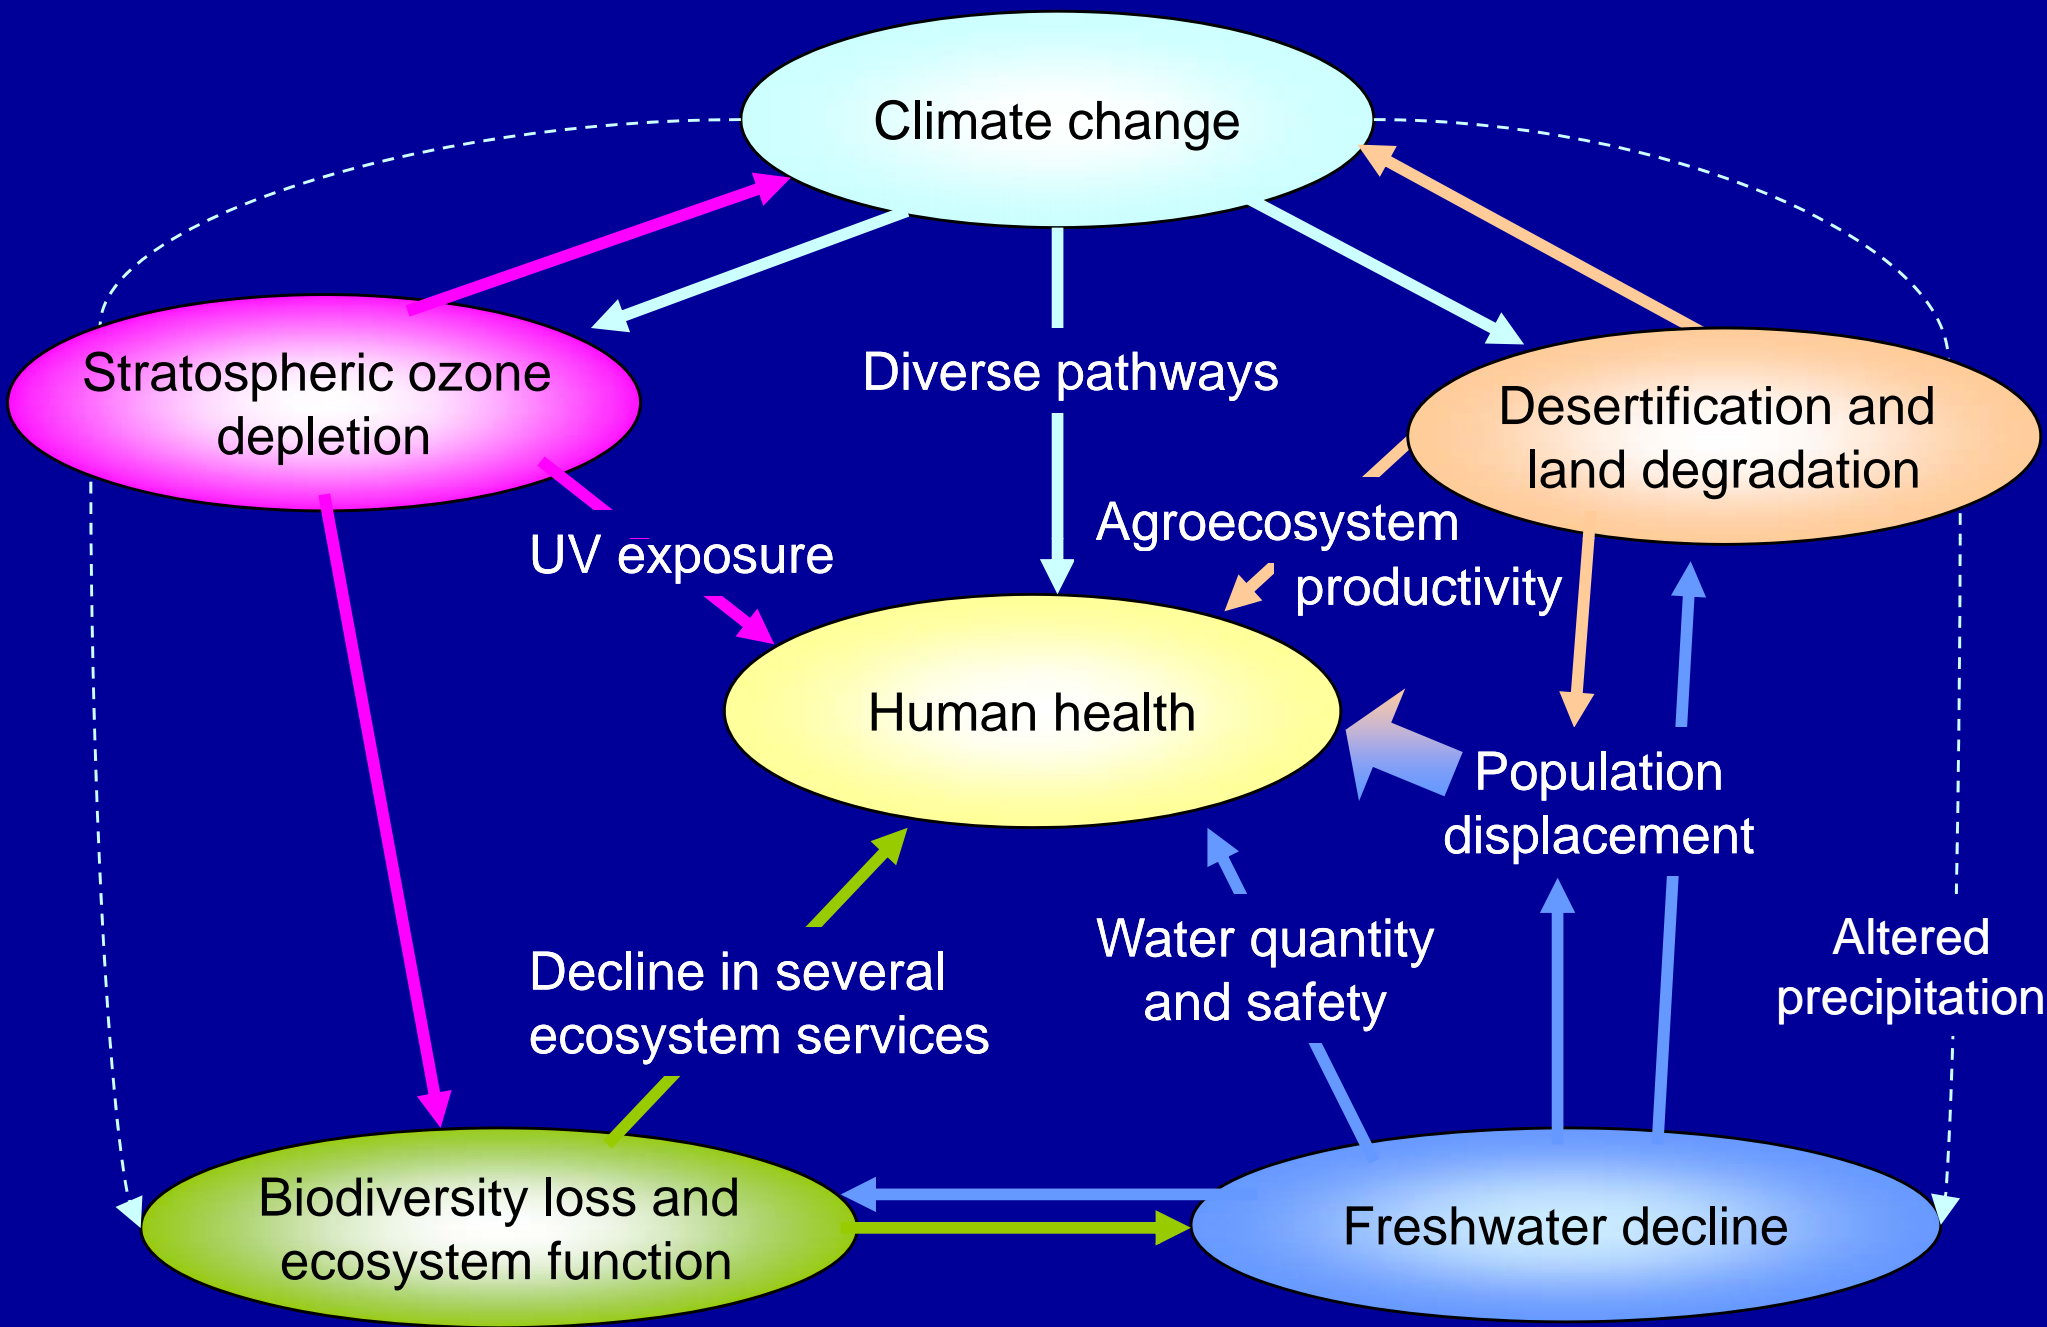 Climate change
Stratospheric ozone
depletion
Diverse pathways
Desertification and
land degradation
UV exposure
Agroecosystem
productivity
Human health
Population
displacement
Decline in several
ecosystem services
Water quantity
and safety
Altered
precipitation
Biodiversity loss and
ecosystem function
Freshwater decline